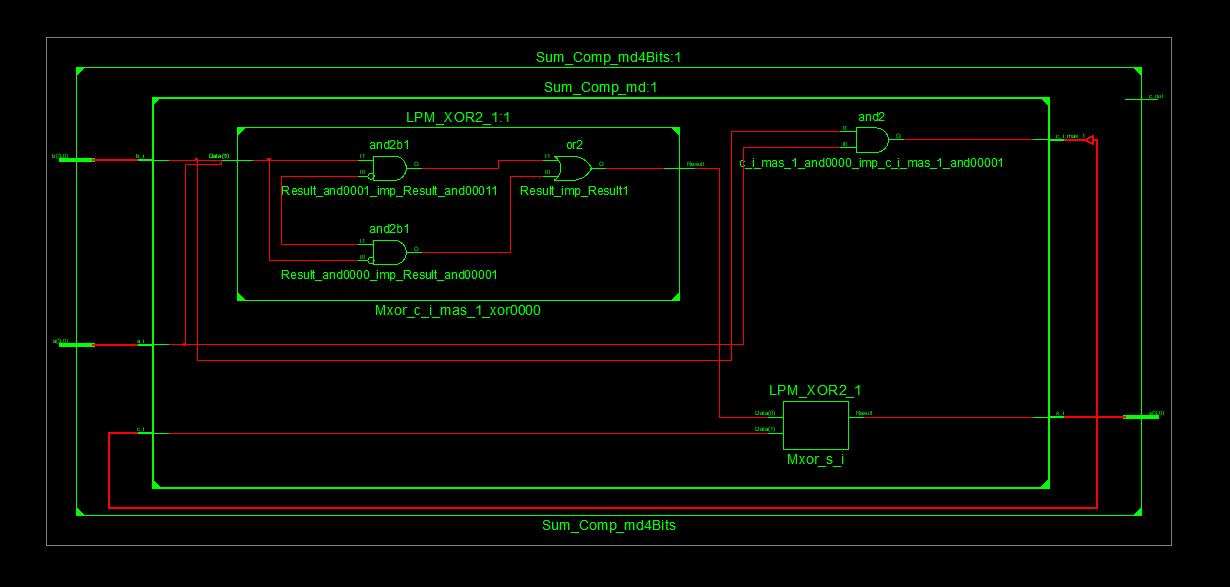 Sum_Comp_md4Bits:1
Sum_Comp_md:1
c_out
LPM_XOR2_1:1
and2
I1
O
c_i_mas_1
I0
c_i_mas_1_and0000_imp_c_i_mas_1_and00001
and2b1
or2
b(3:0)
b_i
I1
O
I1
O
Result
I0
I0
Result_and0001_imp_Result_and00011
Result_imp_Result1
and2b1
I1
O
I0
Result_and0000_imp_Result_and00001
Mxor_c_i_mas_1_xor0000
a(3:0)
a_i
LPM_XOR2_1
Data(0)
Result
s_i
s(3:0)
c_i
Data(1)
Mxor_s_i
Sum_Comp_md4Bits